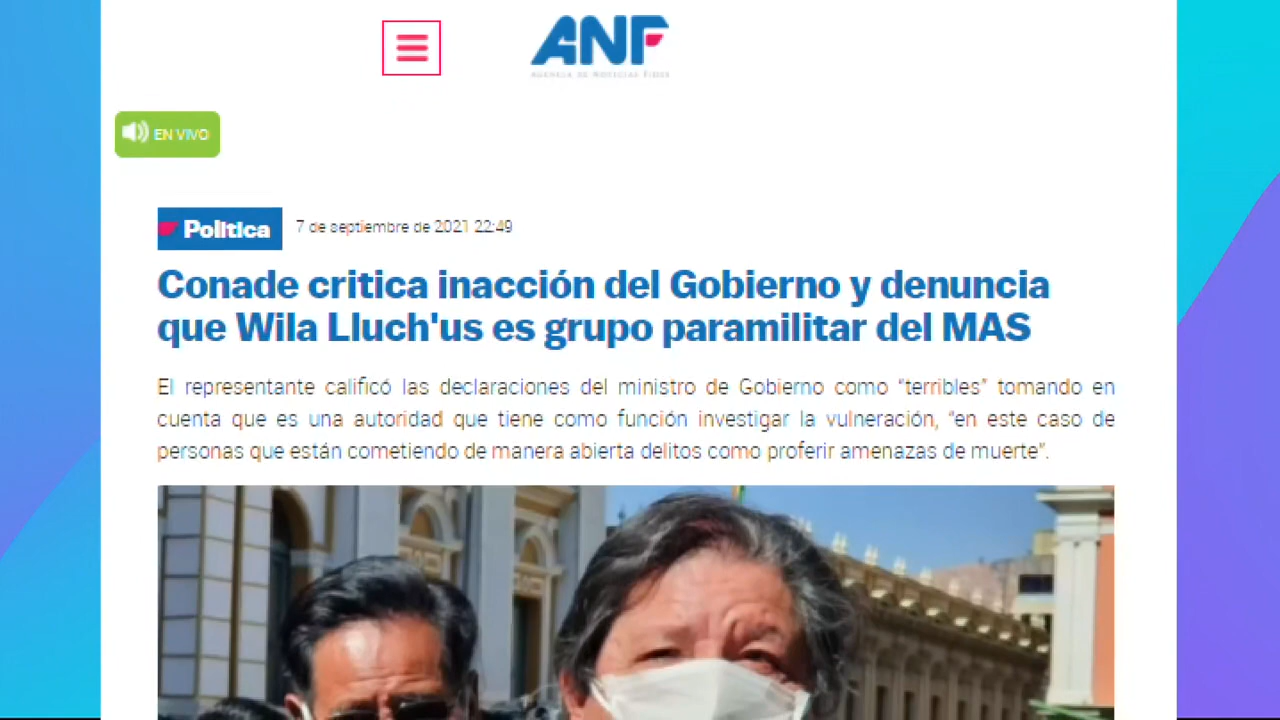 ANF
AGENCIA DE NOTICIAS FIDES
EN VIVO
Política
7 de septiembre de 2021 22:49
Conade critica inacción del Gobierno y denuncia
que Wila Lluch'us es grupo paramilitar del MAS
El representante calificó las declaraciones del ministro de Gobierno como “terribles” tomando en
cuenta que es una autoridad que tiene como función investigar la vulneración, “en este caso de
personas que están cometiendo de manera abierta delitos como proferir amenazas de muerte”.